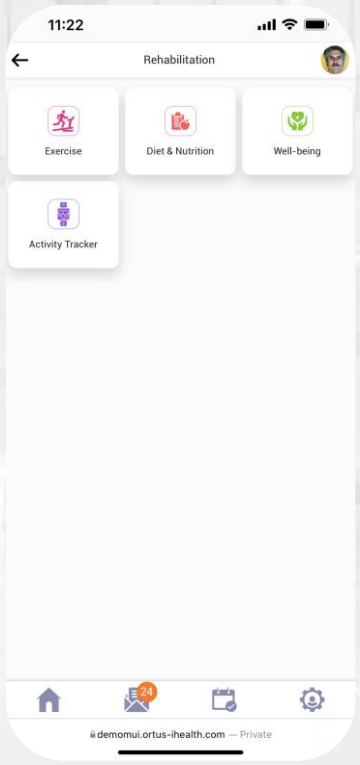 11:22
Rehabilitation
Exercise
Diet & Nutrition
Well-being
Activity Tracker
24
demomui.ortus-ihealth.com — Private